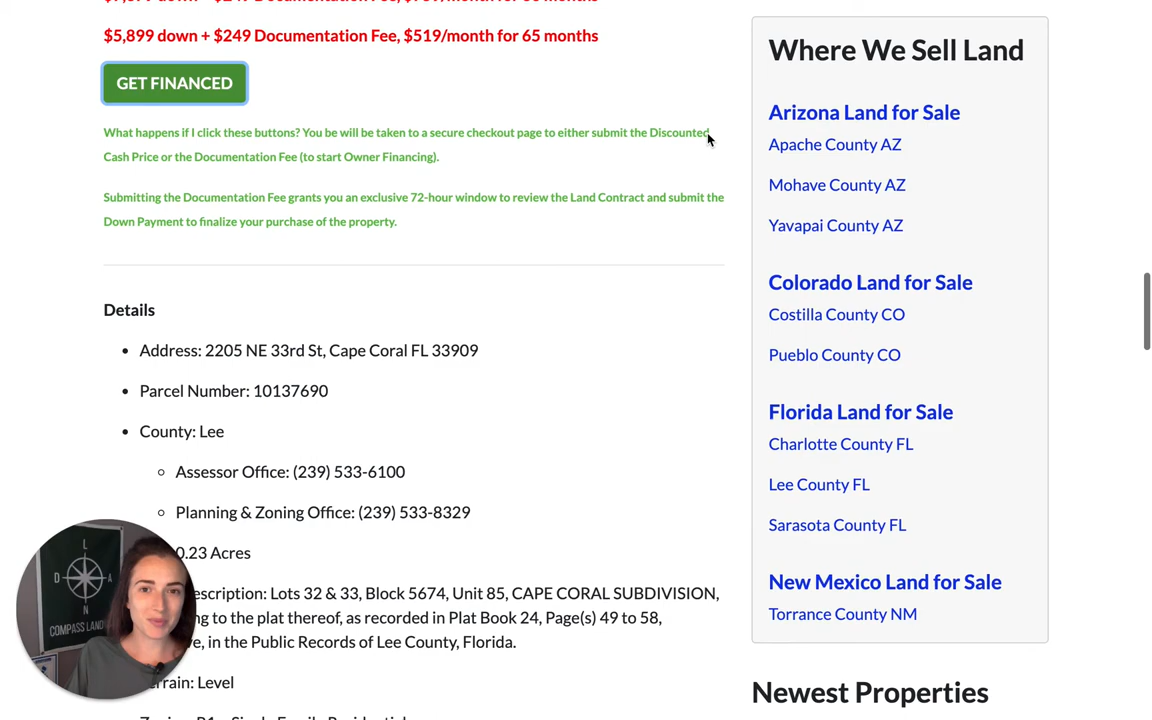 $5,899 down + $249 Documentation Fee, $519/month for 65 months
GET FINANCED
What happens if I click these buttons? You be will be taken to a secure checkout page to either submit the Discounted
Cash Price or the Documentation Fee (to start Owner Financing).
Submitting the Documentation Fee grants you an exclusive 72-hour window to review the Land Contract and submit the
Down Payment to finalize your purchase of the property.
Details
Address: 2205 NE 33rd St, Cape Coral FL 33909
Parcel Number: 10137690
County: Lee
Assessor Office: (239) 533-6100
Planning & Zoning Office: (239) 533-8329
0.23 Acres
Lots 32 & 33, Block 5674, Unit 85, CAPE CORAL SUBDIVISION,
to the plat thereof, as recorded in Plat Book 24, Page(s) 49 to 58,
in the Public Records of Lee County, Florida.
Level
Where We Sell Land
Arizona Land for Sale
Apache County AZ
Mohave County AZ
Yavapai County AZ
Colorado Land for Sale
Costilla County CO
Pueblo County CO
Florida Land for Sale
Charlotte County FL
Lee County FL
Sarasota County FL
New Mexico Land for Sale
Torrance County NM
Newest Properties
L
D A
N
COMPASS LAND